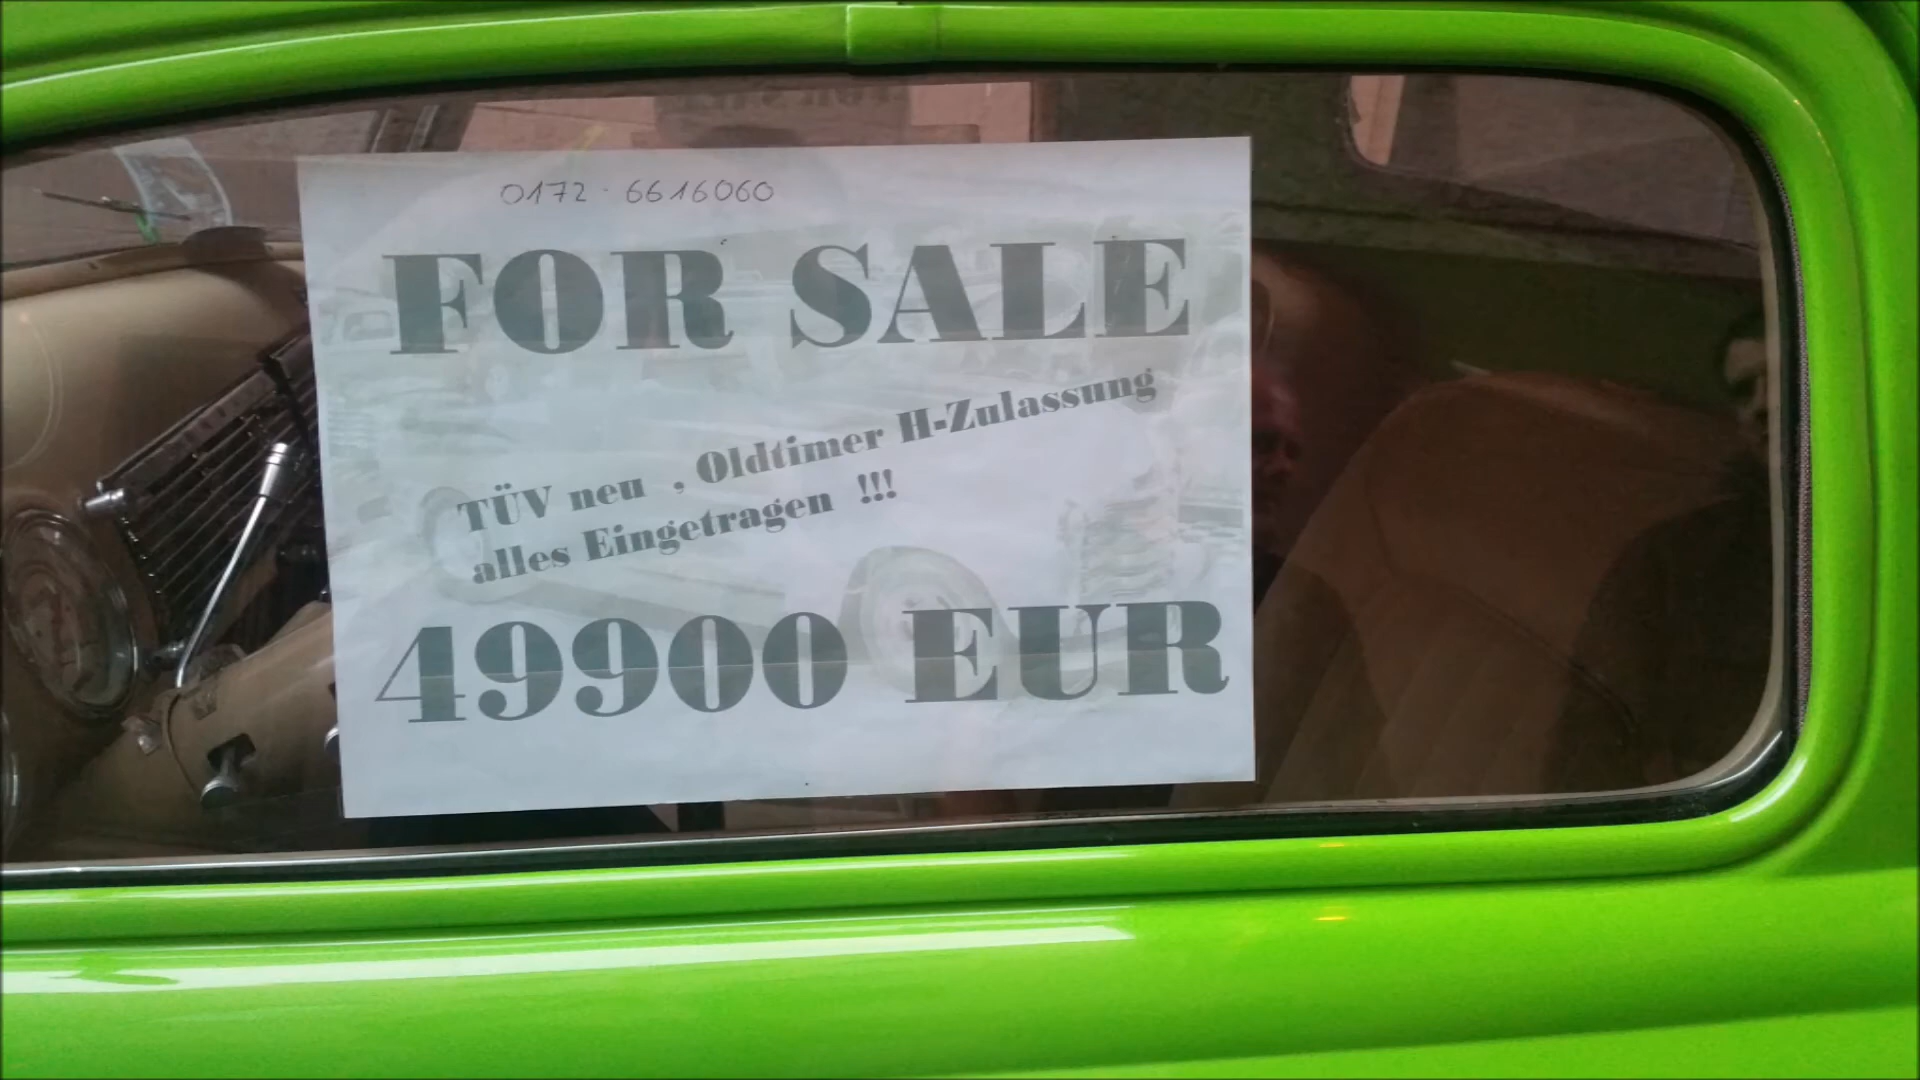 0172 - 6616060
FOR SALE
TÜV neu , Oldtimer H-Zulassung
alles Eingetragen !!!
49900 EUR